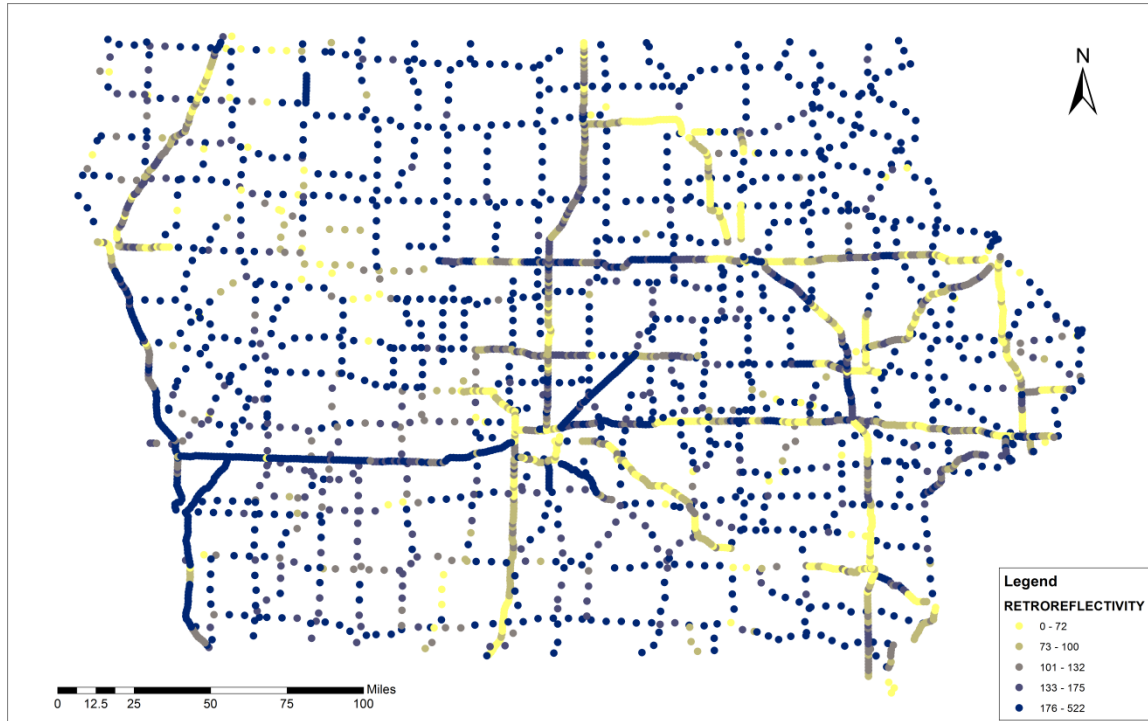 N
Legend
RETROREFLECTIVITY
0 - 72
73 - 100
101 - 132
133 - 175
176 - 522
Miles
0 12.5 25 50 75 100